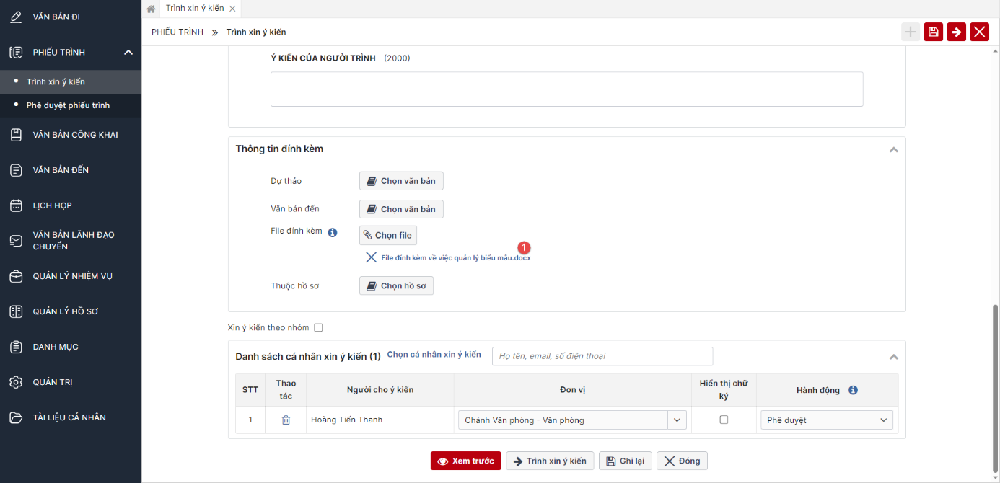 VĂN BẢN ĐI
PHIẾU TRÌNH
Trình xin ý kiến
Phê duyệt phiếu trình
VĂN BẢN CÔNG KHAI
VĂN BẢN ĐẾN
LỊCH HỌP
VĂN BẢN LÃNH ĐẠO
CHUYỂN
QUẢN LÝ NHIỆM VỤ
QUẢN LÝ HỒ SƠ
DANH MỤC
QUẢN TRỊ
TÀI LIỆU CÁ NHÂN
Trình xin ý kiến
PHIẾU TRÌNH » Trình xin ý kiến
Ý KIẾN CỦA NGƯỜI TRÌNH (2000)
Thông tin đính kèm
Dự thảo Chọn văn bản
Văn bản đến Chọn văn bản
File đính kèm Chọn file
1
File đính kèm về việc quản lý biểu mẫu.docx
Thuộc hồ sơ Chọn hồ sơ
Xin ý kiến theo nhóm
Danh sách cá nhân xin ý kiến (1) Chọn cá nhân xin ý kiến Họ tên, email, số điện thoại
STT Thao tác Người cho ý kiến Đơn vị Hiển thị chữ ký Hành động
1 Hoàng Tiến Thanh Chánh Văn phòng - Văn phòng Phê duyệt
Xem trước Trình xin ý kiến Ghi lại Đóng